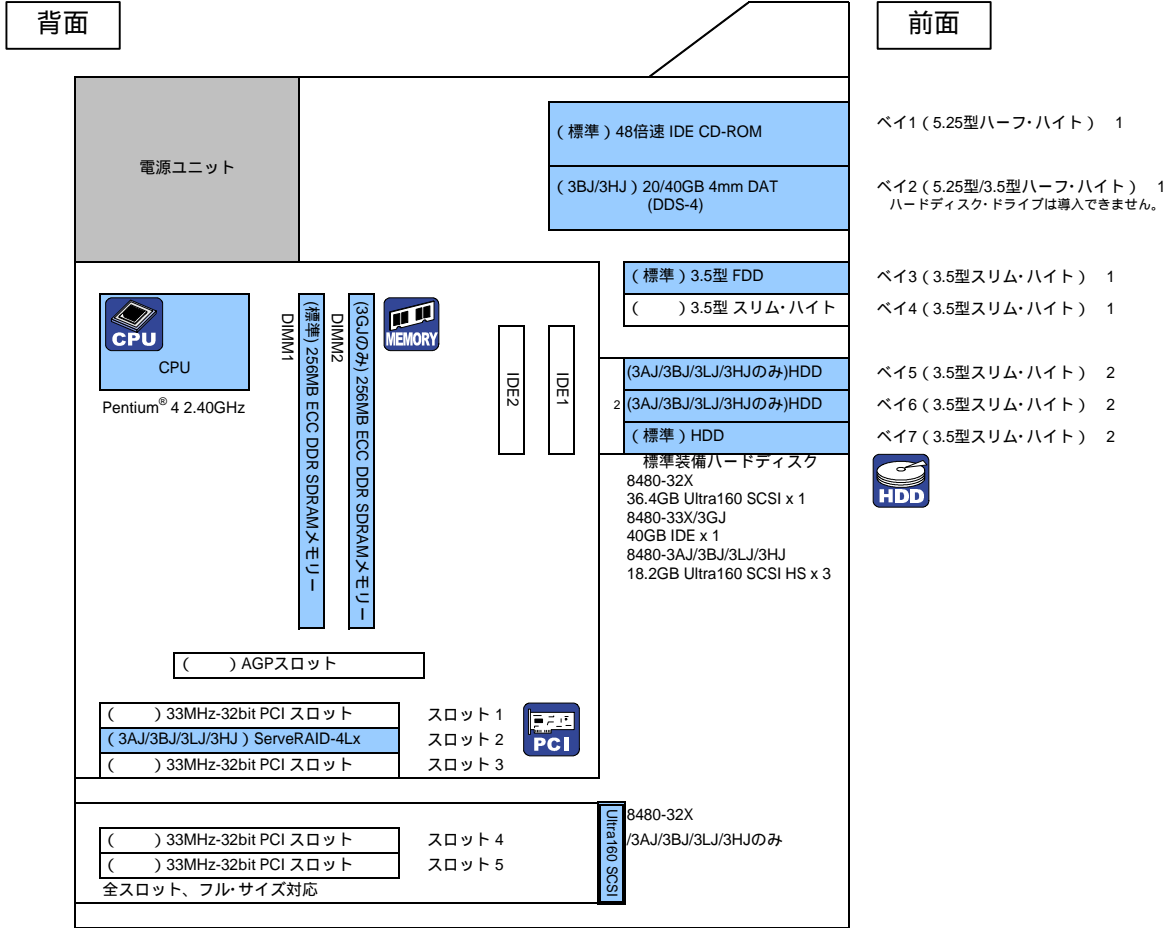 背面
前面
電源ユニット
(標準)48倍速 IDE CD-ROM
ベイ1(5.25型ハーフ・ハイト) 1
(3BJ/3HJ)20/40GB 4mm DAT
(DDS-4)
ベイ2(5.25型/3.5型ハーフ・ハイト) 1
ハードディスク・ドライブは導入できません。
(標準)3.5型 FDD
ベイ3(3.5型スリム・ハイト) 1
( )3.5型 スリム・ハイト
ベイ4(3.5型スリム・ハイト) 1
CPU
CPU
Pentium® 4 2.40GHz
DIMM1
(標準) 256MB ECC DDR SDRAMメモリー
DIMM2
(3GJのみ) 256MB ECC DDR SDRAMメモリー
MEMORY
IDE2
IDE1
2
(3AJ/3BJ/3LJ/3HJのみ)HDD
ベイ5(3.5型スリム・ハイト) 2
(3AJ/3BJ/3LJ/3HJのみ)HDD
ベイ6(3.5型スリム・ハイト) 2
(標準)HDD
ベイ7(3.5型スリム・ハイト) 2
HDD
標準装備ハードディスク
8480-32X
36.4GB Ultra160 SCSI x 1
8480-33X/3GJ
40GB IDE x 1
8480-3AJ/3BJ/3LJ/3HJ
18.2GB Ultra160 SCSI HS x 3
( )AGPスロット
( )33MHz-32bit PCI スロット スロット 1
(3AJ/3BJ/3LJ/3HJ)ServeRAID-4Lx スロット 2
( )33MHz-32bit PCI スロット スロット 3
PCI
( )33MHz-32bit PCI スロット スロット 4
( )33MHz-32bit PCI スロット スロット 5
全スロット、フル・サイズ対応
Ultra160 SCSI
8480-32X
/3AJ/3BJ/3LJ/3HJのみ